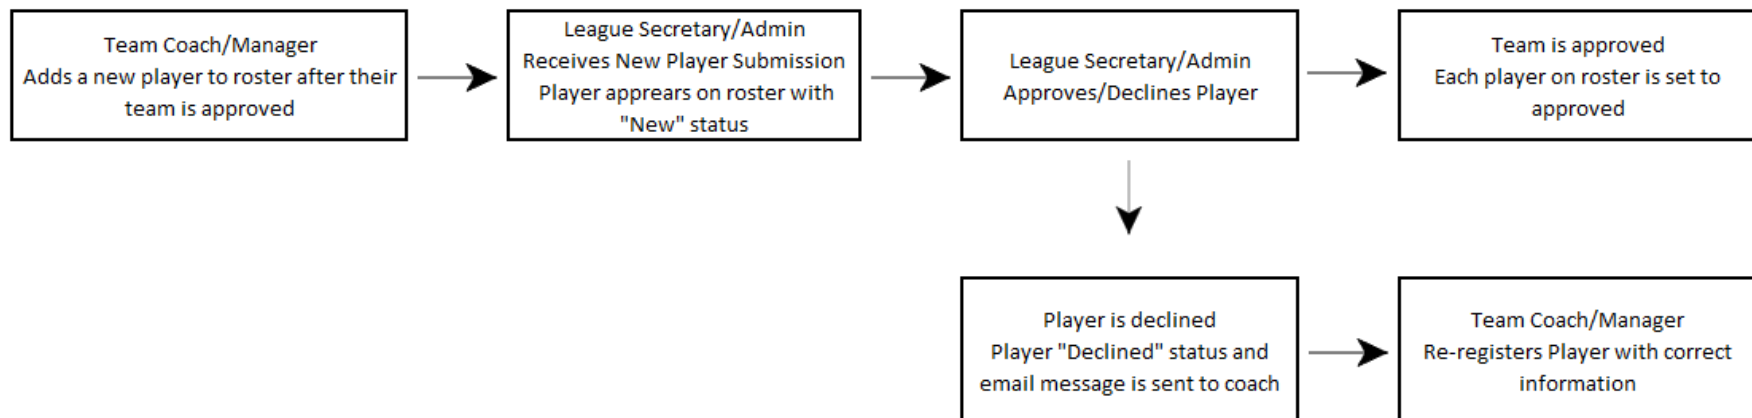 Team Coach/Manager
Adds a new player to roster after their
team is approved
League Secretary/Admin
Receives New Player Submission
Player apprears on roster with
"New" status
League Secretary/Admin
Approves/Declines Player
Team is approved
Each player on roster is set to
approved
Player is declined
Player "Declined" status and
email message is sent to coach
Team Coach/Manager
Re-registers Player with correct
information